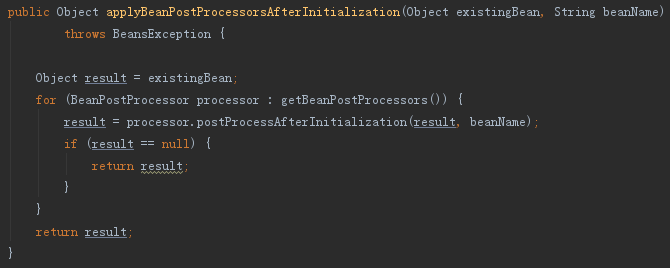 public Object applyBeanPostProcessorsAfterInitialization(Object existingBean, String beanName)
        throws BeansException {

    Object result = existingBean;
    for (BeanPostProcessor processor : getBeanPostProcessors()) {
        result = processor.postProcessAfterInitialization(result, beanName);
        if (result == null) {
            return result;
        }
    }
    return result;
}